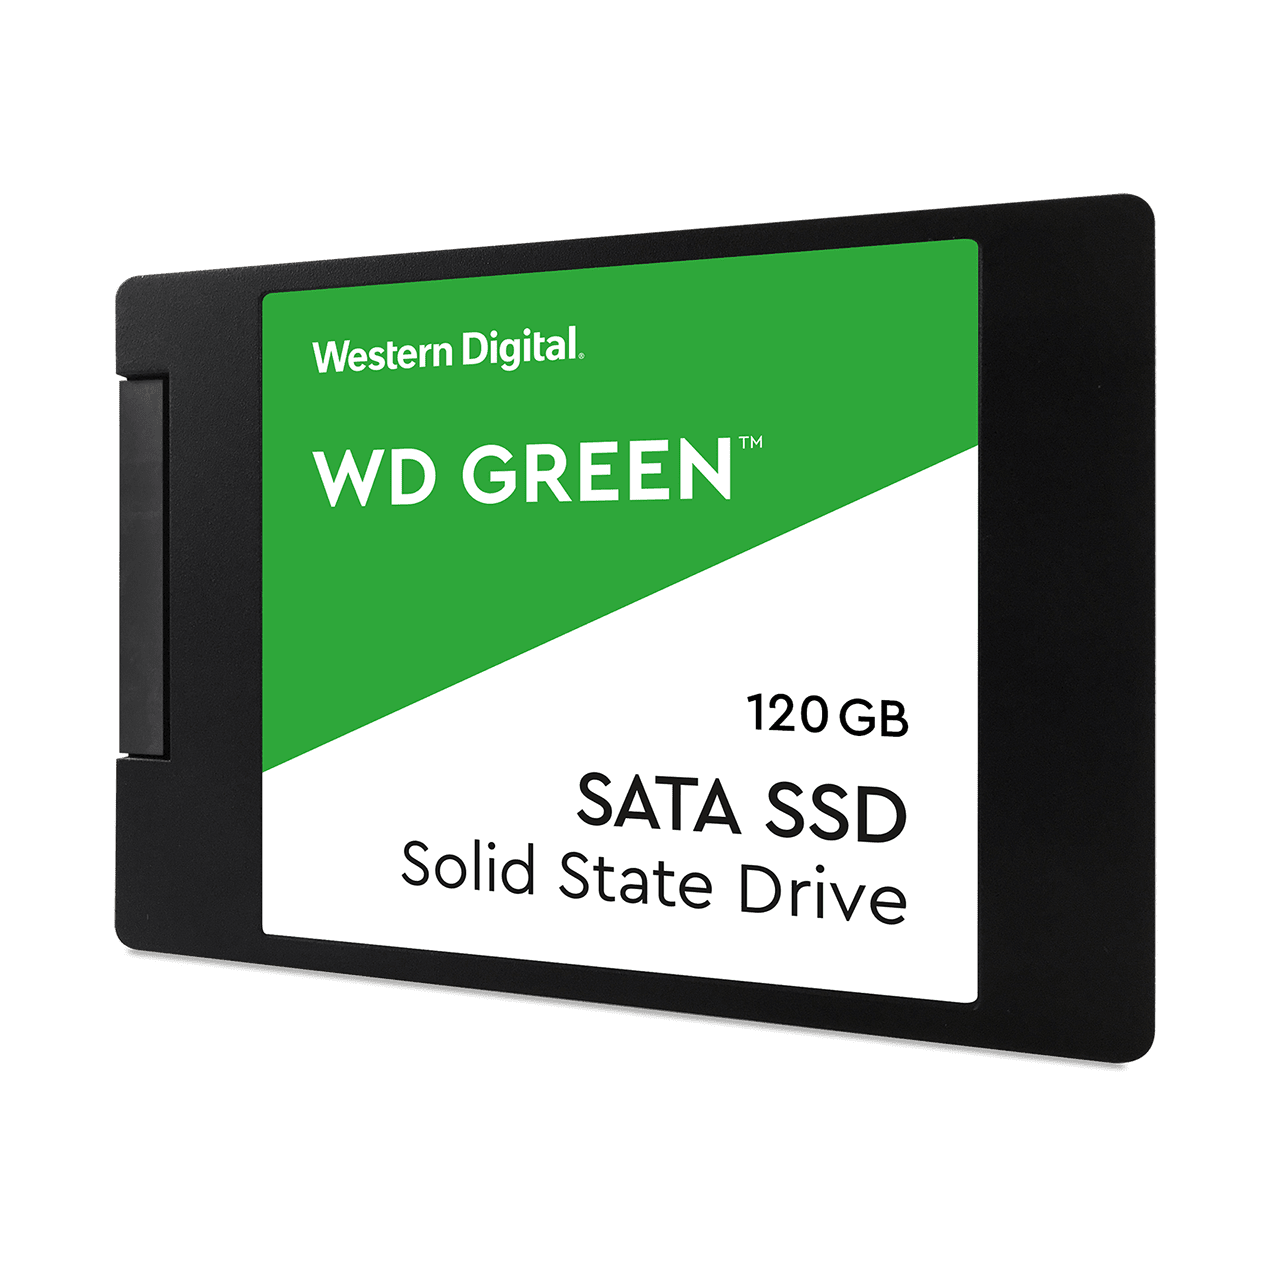 Western Digital®
WD GREEN™
120 GB
SATA SSD
Solid State Drive